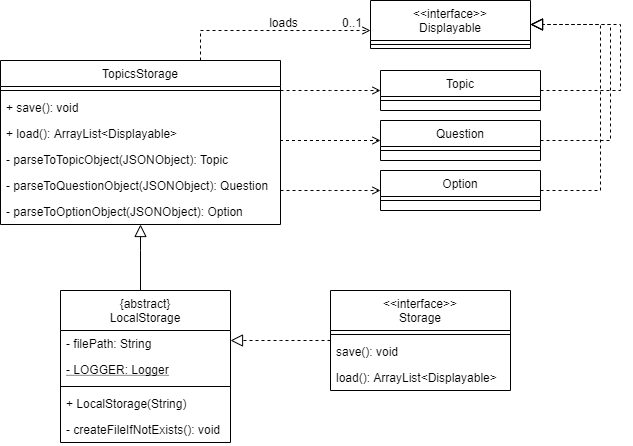 loads
0..1
<<interface>>
Displayable
TopicsStorage
+ save(): void
+ load(): ArrayList<Displayable>
- parseToTopicObject(JSONObject): Topic
- parseToQuestionObject(JSONObject): Question
- parseToOptionObject(JSONObject): Option
Topic
Question
Option
{abstract}
LocalStorage
- filePath: String
- LOGGER: Logger
+ LocalStorage(String)
- createFileIfNotExists(): void
<<interface>>
Storage
save(): void
load(): ArrayList<Displayable>